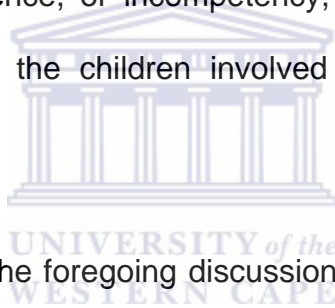 ence, or incompetency,
the children involved
UNIVERSITY of the
he foregoing discussion
WESTERN CAPE